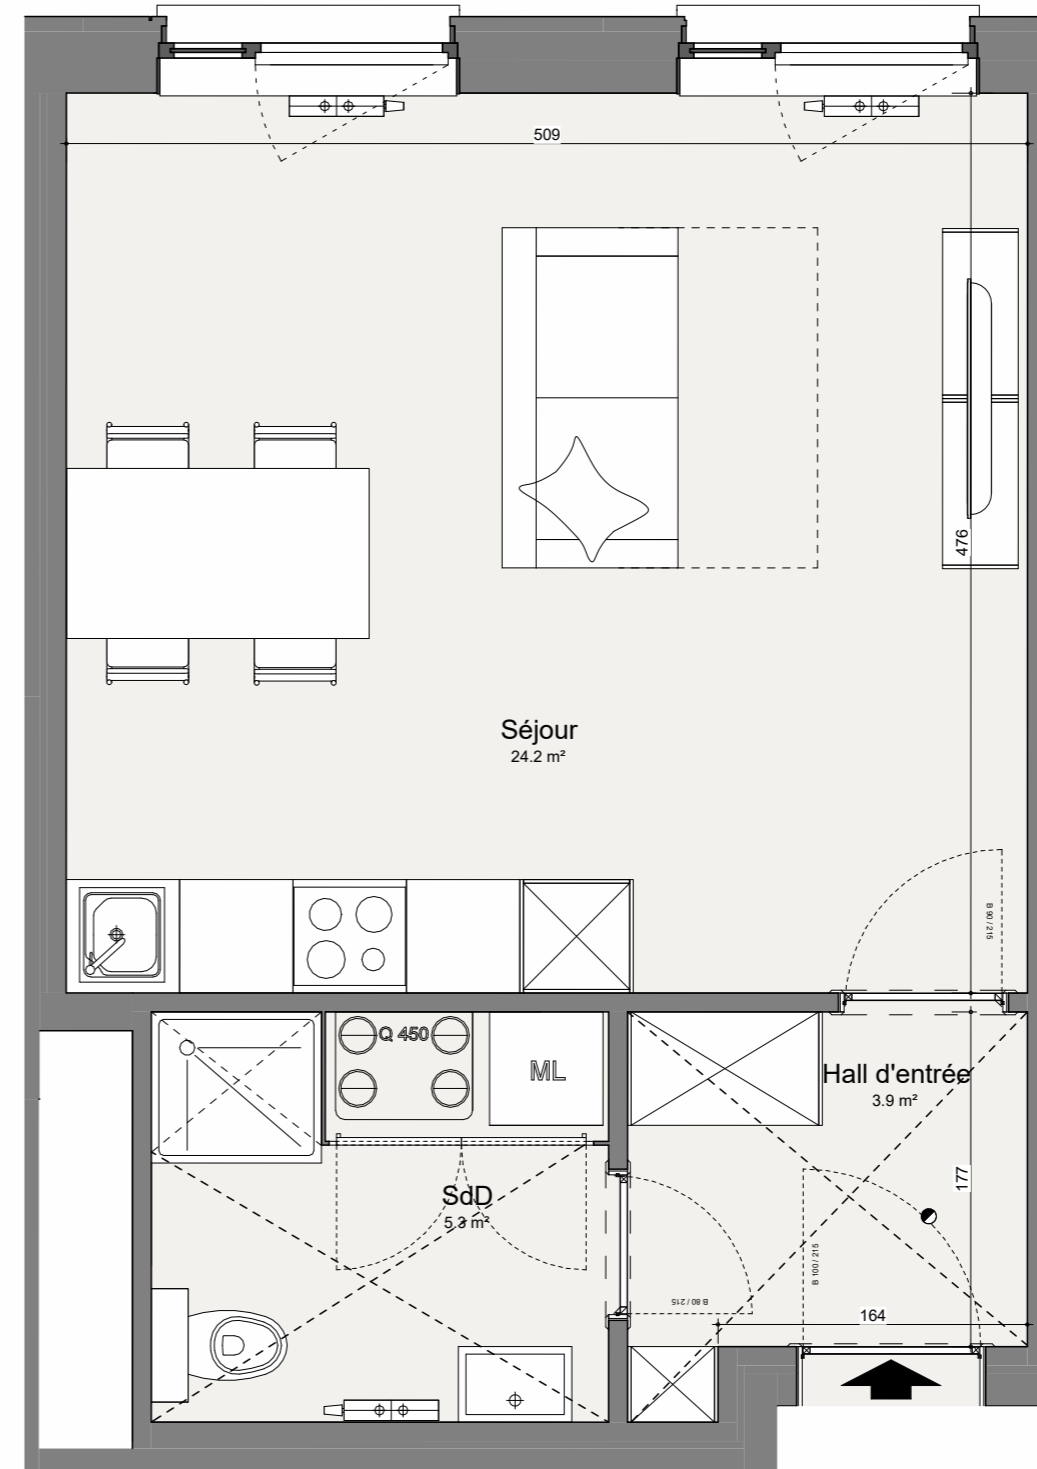 509
476
Séjour
24.2 m²
B 90 / 215
Q 450
ML
Hall d'entrée
3.9 m²
177
SdD
5.3 m²
B 100 / 215
B 80 / 215
164